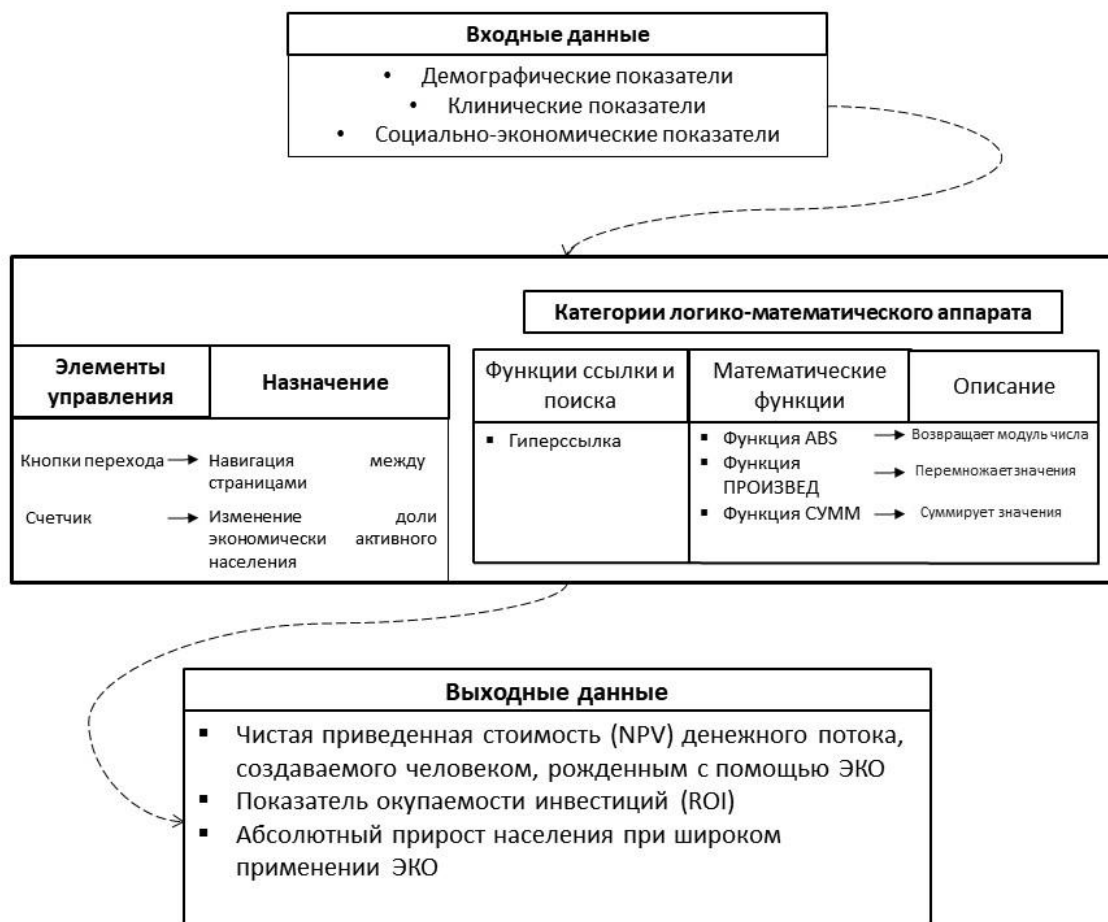 Входные данные
• Демографические показатели
• Клинические показатели
• Социально-экономические показатели
Категории логико-математического аппарата
Элементы
управления
Назначение
Кнопки перехода
Навигация между
страницами
Счетчик
Изменение доли
экономически активного
населения
Функции ссылки и
поиска
Математические
функции
Описание
▪ Гиперссылка
▪ Функция ABS
Возвращает модуль числа
▪ Функция
ПРОИЗВЕД
Перемножает значения
▪ Функция СУММ
Суммирует значения
Выходные данные
▪ Чистая приведенная стоимость (NPV) денежного потока,
создаваемого человеком, рожденным с помощью ЭКО
▪ Показатель окупаемости инвестиций (ROI)
▪ Абсолютный прирост населения при широком
применении ЭКО